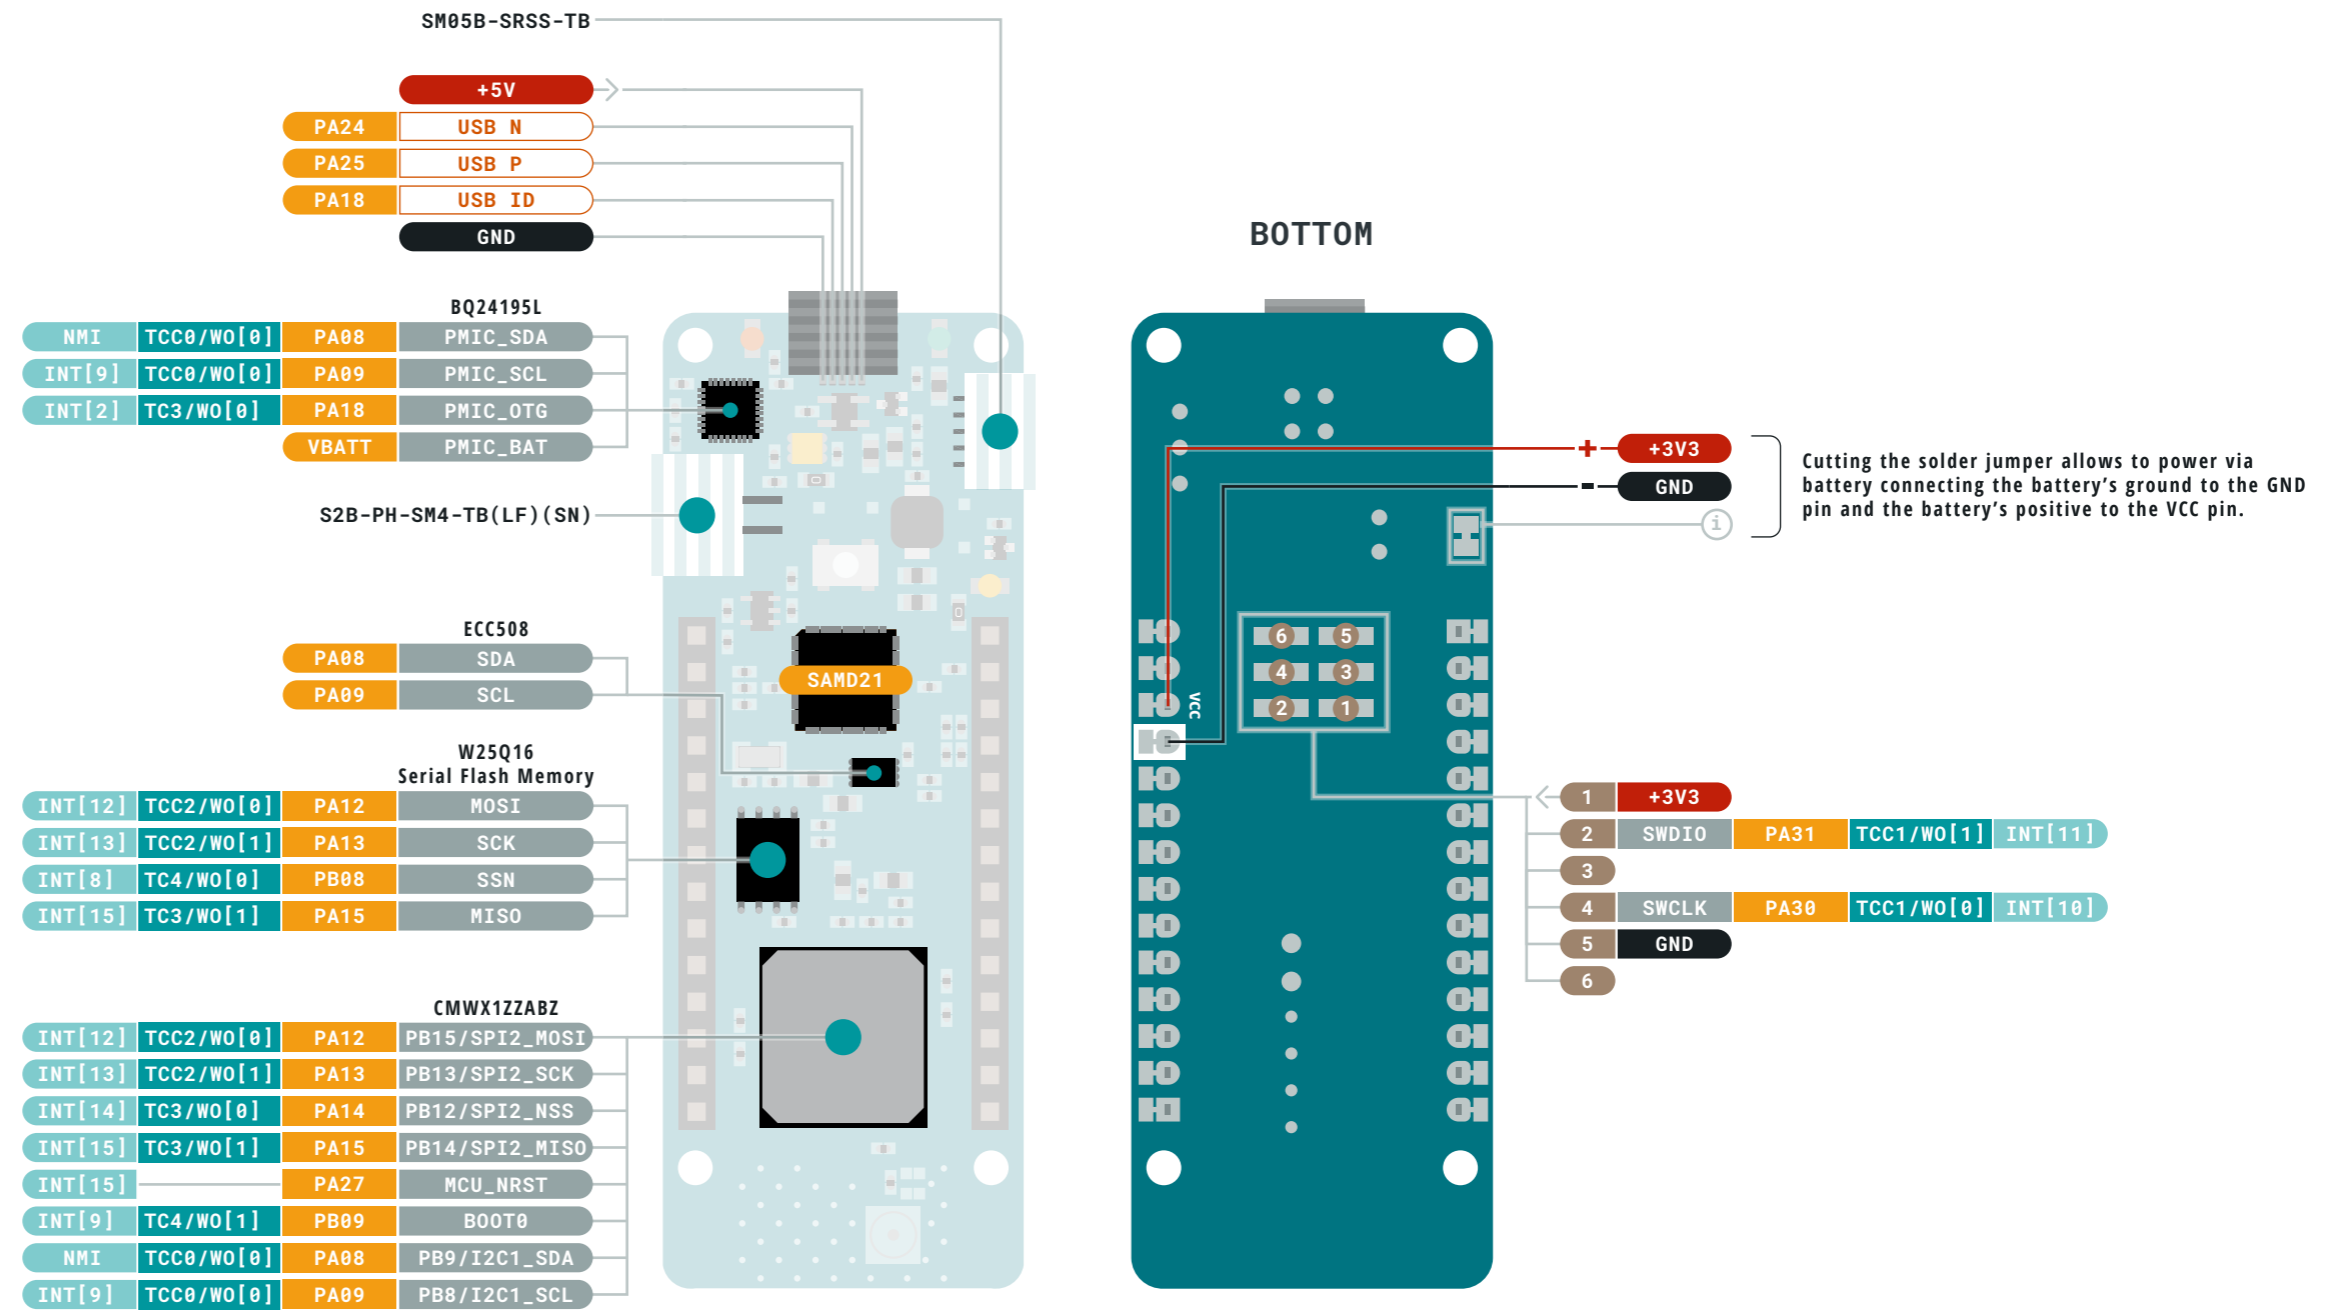 SM05B-SRSS-TB
+5V
PA24 USB N
PA25 USB P
PA18 USB ID
GND
BQ24195L
NMI TCC0/WO[0] PA08 PMIC_SDA
INT[9] TCC0/WO[0] PA09 PMIC_SCL
INT[2] TC3/WO[0] PA18 PMIC_OTG
VBATT PMIC_BAT
S2B-PH-SM4-TB(LF)(SN)
ECC508
PA08 SDA
PA09 SCL
SAMD21
W25Q16
Serial Flash Memory
INT[12] TCC2/WO[0] PA12 MOSI
INT[13] TCC2/WO[1] PA13 SCK
INT[8] TC4/WO[0] PB08 SSN
INT[15] TC3/WO[1] PA15 MISO
CMWX1ZZABZ
INT[12] TCC2/WO[0] PA12 PB15/SPI2_MOSI
INT[13] TCC2/WO[1] PA13 PB13/SPI2_SCK
INT[14] TC3/WO[0] PA14 PB12/SPI2_NSS
INT[15] TC3/WO[1] PA15 PB14/SPI2_MISO
INT[15] PA27 MCU_NRST
INT[9] TC4/WO[1] PB09 BOOT0
NMI TCC0/WO[0] PA08 PB9/I2C1_SDA
INT[9] TCC0/WO[0] PA09 PB8/I2C1_SCL
BOTTOM
+ +3V3
- GND
i
Cutting the solder jumper allows to power via
battery connecting the battery's ground to the GND
pin and the battery's positive to the VCC pin.
VCC
6 5
4 3
2 1
1 +3V3
2 SWDIO PA31 TCC1/WO[1] INT[11]
3
4 SWCLK PA30 TCC1/WO[0] INT[10]
5 GND
6